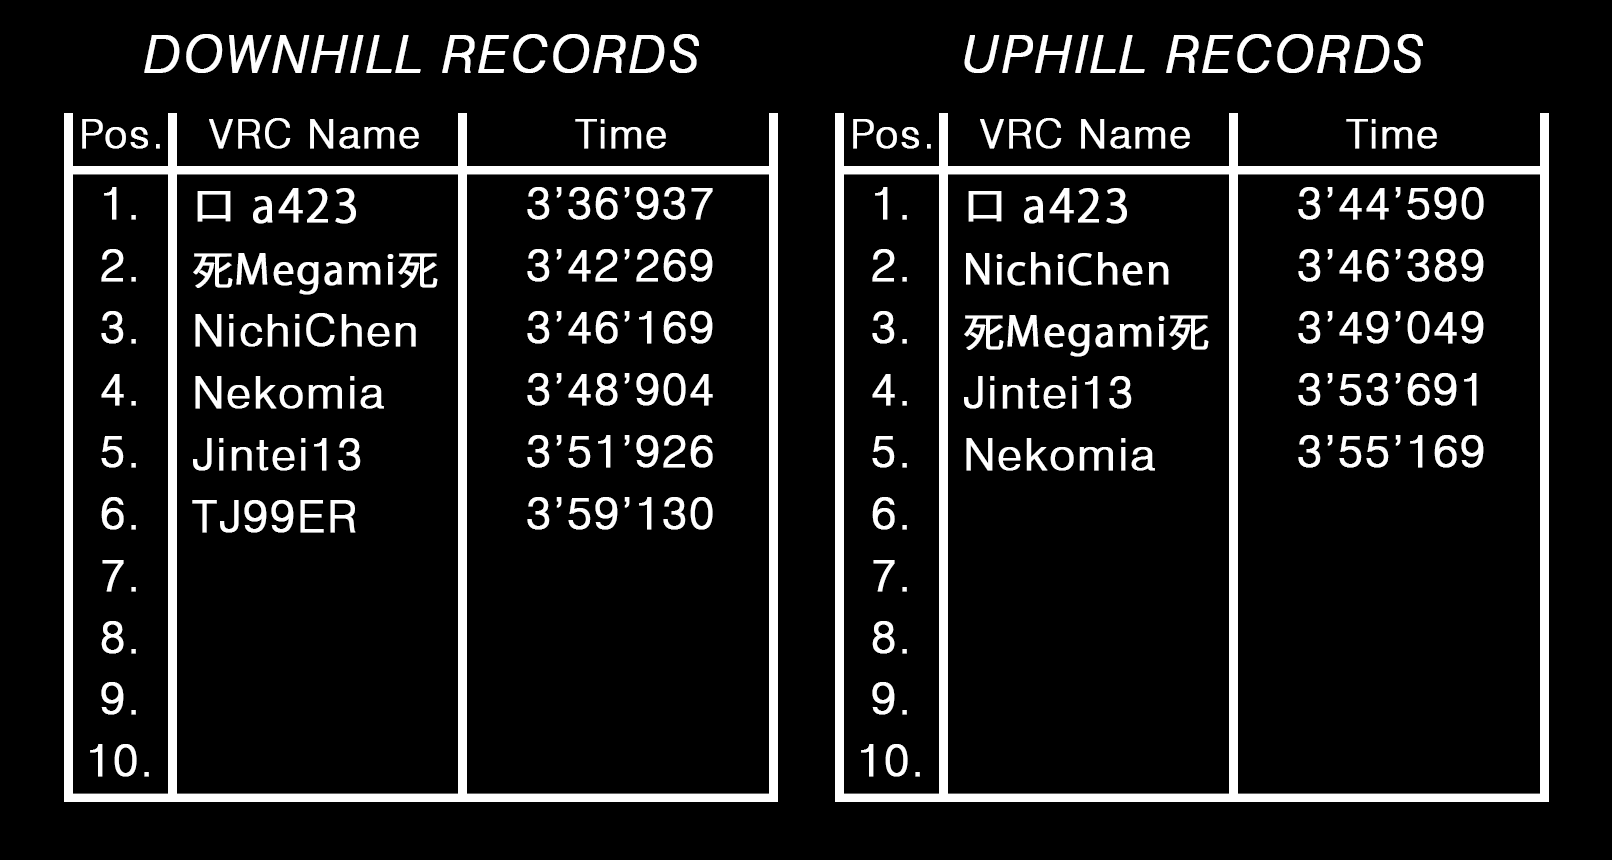 DOWNHILL RECORDS
Pos. VRC Name Time
1. 口 a423 3’36’937
2. 死Megami死 3’42’269
3. NichiChen 3’46’169
4. Nekomia 3’48’904
5. Jintei13 3’51’926
6. TJ99ER 3’59’130
7.
8.
9.
10.
UPHILL RECORDS
Pos. VRC Name Time
1. 口 a423 3’44’590
2. NichiChen 3’46’389
3. 死Megami死 3’49’049
4. Jintei13 3’53’691
5. Nekomia 3’55’169
6.
7.
8.
9.
10.